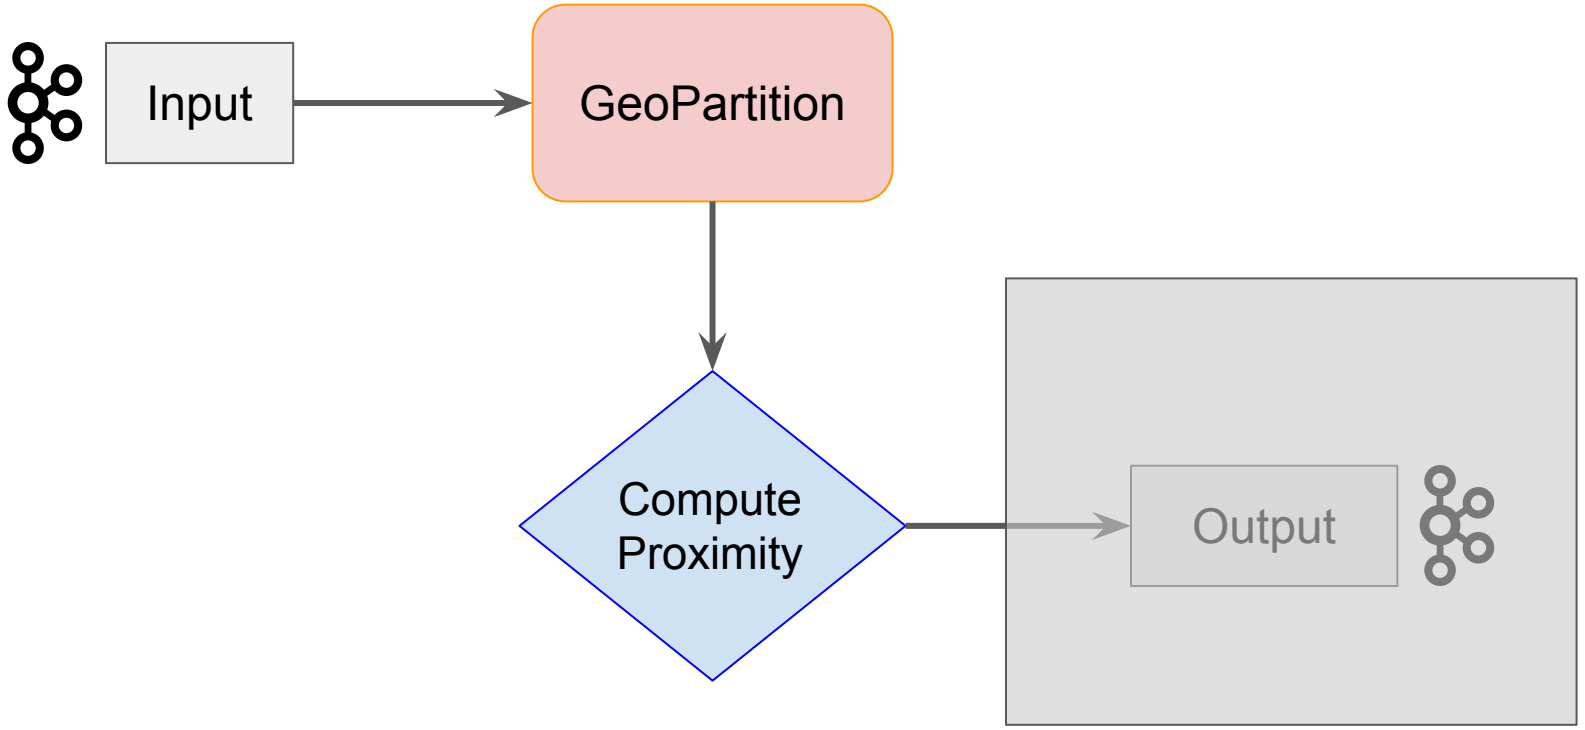 Input
GeoPartition
Compute
Proximity
Output